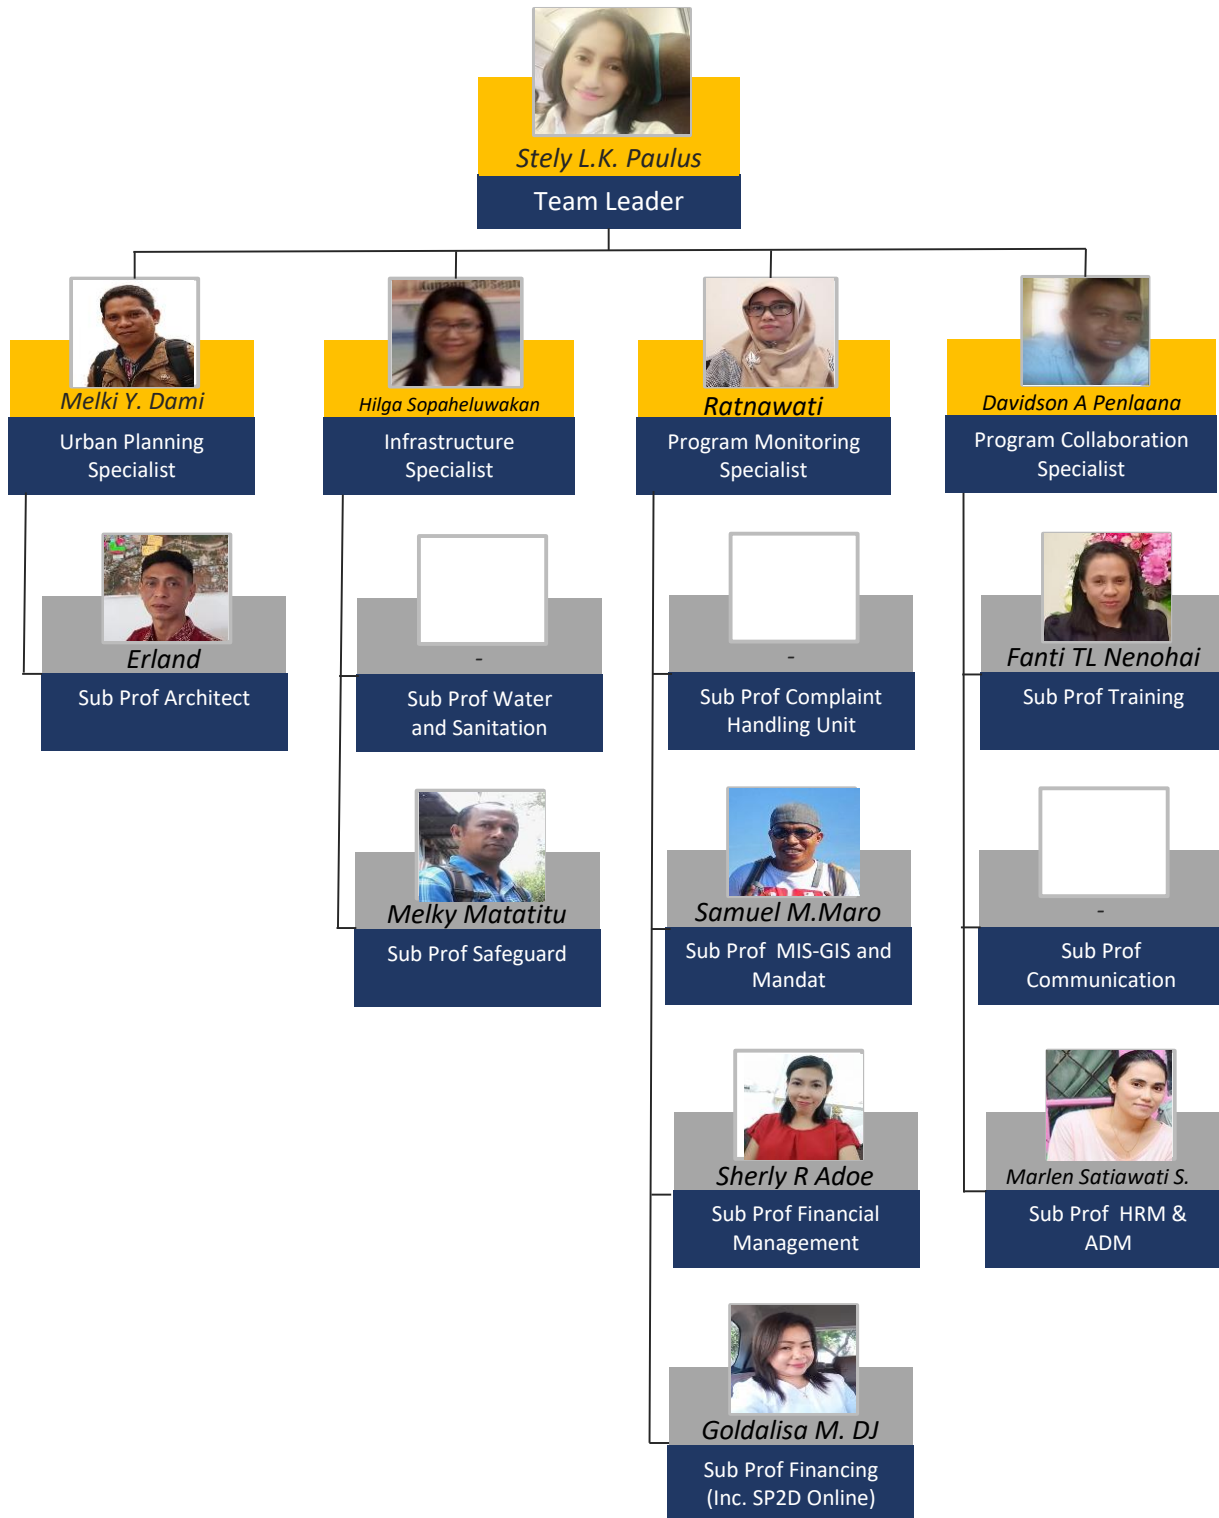 Stely L.K. Paulus
Team Leader
Melki Y. Dami
Urban Planning
Specialist
Hilga Sopaheluwakan
Infrastructure
Specialist
Ratnawati
Program Monitoring
Specialist
Davidson A Penlaana
Program Collaboration
Specialist
Erland
Sub Prof Architect
-
Sub Prof Water
and Sanitation
-
Sub Prof Complaint
Handling Unit
Fanti TL Nenohai
Sub Prof Training
Melky Matatitu
Sub Prof Safeguard
Samuel M.Maro
Sub Prof  MIS-GIS and
Mandat
-
Sub Prof
Communication
Sherly R Adoe
Sub Prof Financial
Management
Marlen Satiawati S.
Sub Prof  HRM &
ADM
Goldalisa M. DJ
Sub Prof Financing
(Inc. SP2D Online)